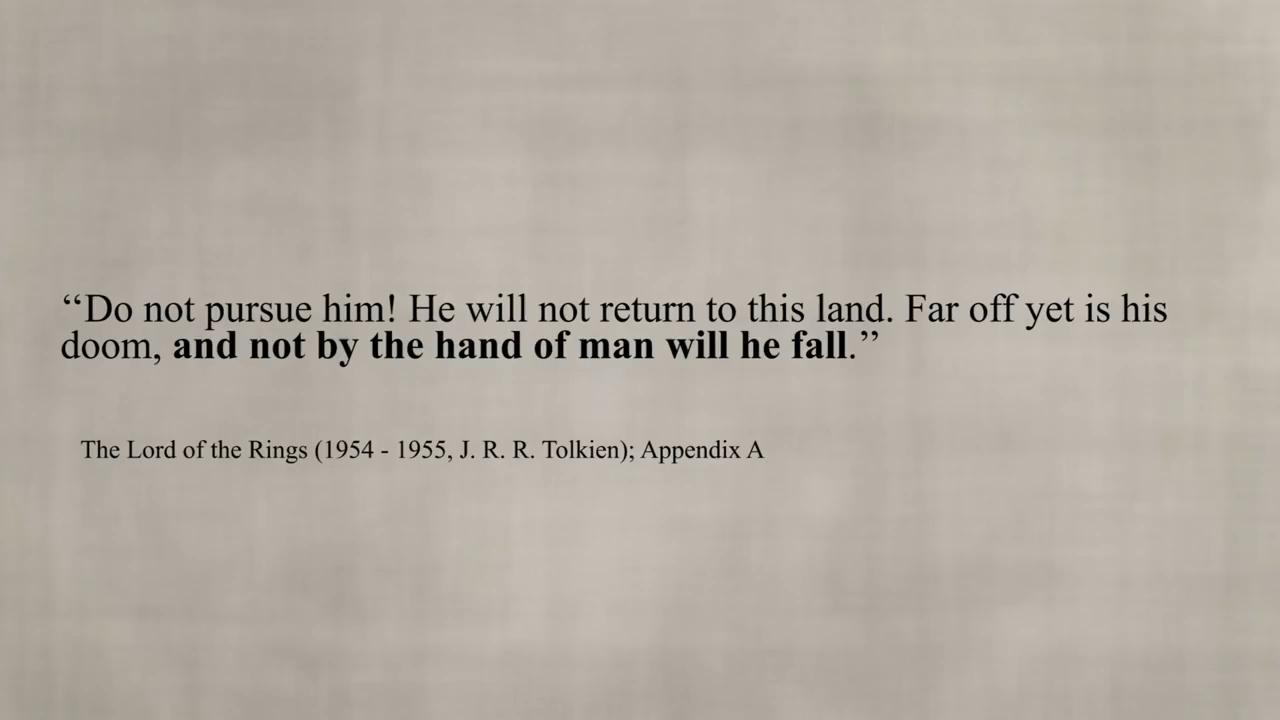 “Do not pursue him! He will not return to this land. Far off yet is his
doom, and not by the hand of man will he fall.”
The Lord of the Rings (1954 - 1955, J. R. R. Tolkien); Appendix A